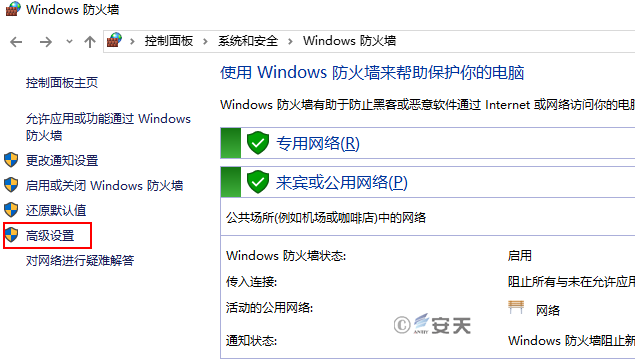 Windows 防火墙
控制面板 › 系统和安全 › Windows 防火墙
控制面板主页
允许应用或功能通过 Windows
防火墙
更改通知设置
启用或关闭 Windows 防火墙
还原默认值
高级设置
对网络进行疑难解答
使用 Windows 防火墙来帮助保护你的电脑
Windows 防火墙有助于防止黑客或恶意软件通过 Internet 或网络访问你的电脑
专用网络(R)
来宾或公用网络(P)
公共场所(例如机场或咖啡店)中的网络
Windows 防火墙状态: 启用
传入连接: 阻止所有与未在允许应用
活动的公用网络: 网络
通知状态: Windows 防火墙阻止新
© ANTIY 安天